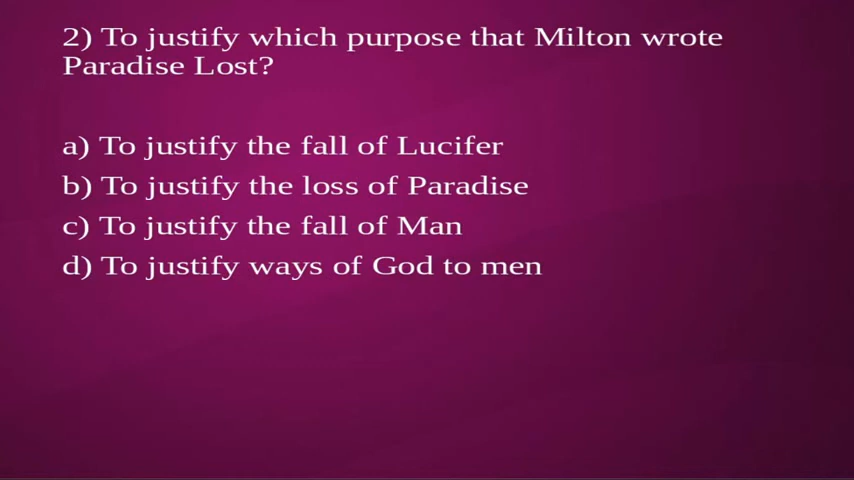 2) To justify which purpose that Milton wrote
Paradise Lost?
a) To justify the fall of Lucifer
b) To justify the loss of Paradise
c) To justify the fall of Man
d) To justify ways of God to men